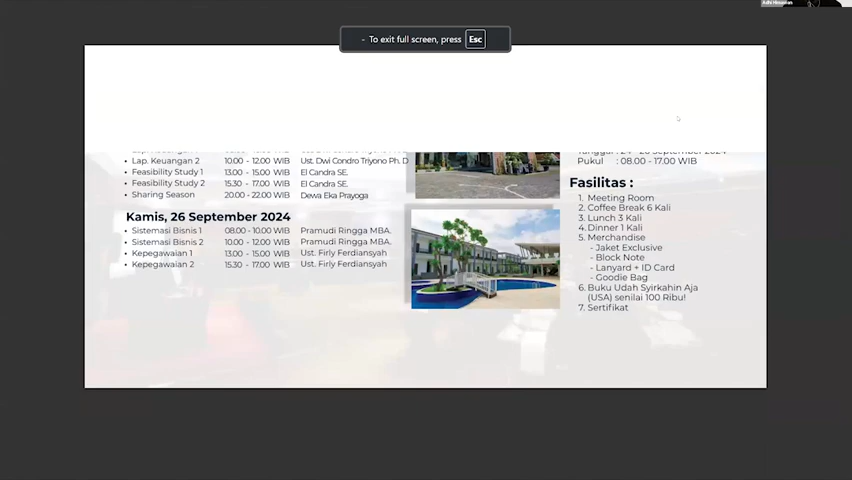 Adhi Hirsenian
- To exit full screen, press Esc
• Lap. Keuangan 2 10.00 - 12.00 WIB Ust. Dwi Condro Triyono Ph. D
• Feasibility Study 1 13.00 - 15.00 WIB El Candra SE.
• Feasibility Study 2 15.30 - 17.00 WIB El Candra SE.
• Sharing Season 20.00 - 22.00 WIB Dewa Eka Prayoga
Kamis, 26 September 2024
• Sistemasi Bisnis 1 08.00 - 10.00 WIB Pramudi Ringga MBA.
• Sistemasi Bisnis 2 10.00 - 12.00 WIB Pramudi Ringga MBA.
• Kepegawaian 1 13.00 - 15.00 WIB Ust. Firly Ferdiansyah
• Kepegawaian 2 15.30 - 17.00 WIB Ust. Firly Ferdiansyah
Pukul : 08.00 - 17.00 WIB
Fasilitas :
1. Meeting Room
2. Coffee Break 6 Kali
3. Lunch 3 Kali
4. Dinner 1 Kali
5. Merchandise
- Jaket Exclusive
- Block Note
- Lanyard + ID Card
- Goodie Bag
6. Buku Udah Syirkahin Aja
(USA) senilai 100 Ribu!
7. Sertifikat